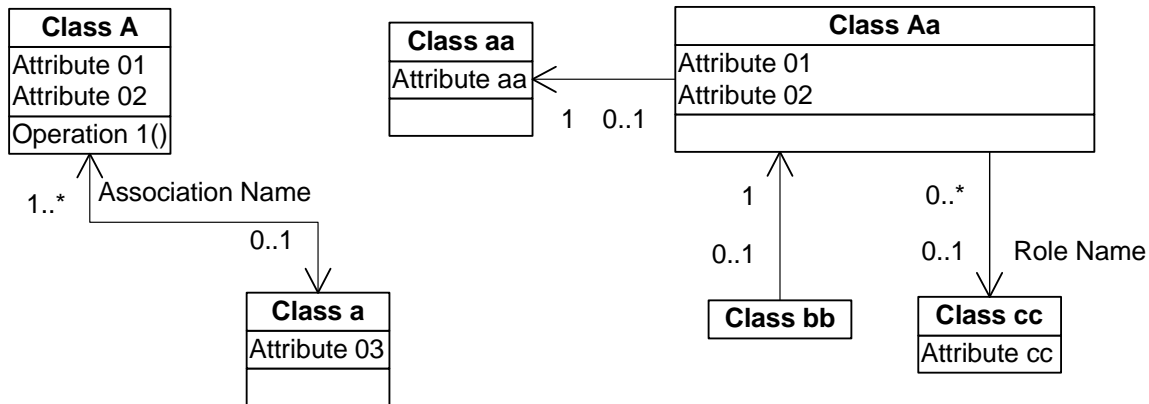 Class A
Attribute 01
Attribute 02
Operation 1()
1..*
Association Name
0..1
Class a
Attribute 03
Class aa
Attribute aa
1
0..1
Class Aa
Attribute 01
Attribute 02
1
0..1
Class bb
0..*
0..1
Role Name
Class cc
Attribute cc